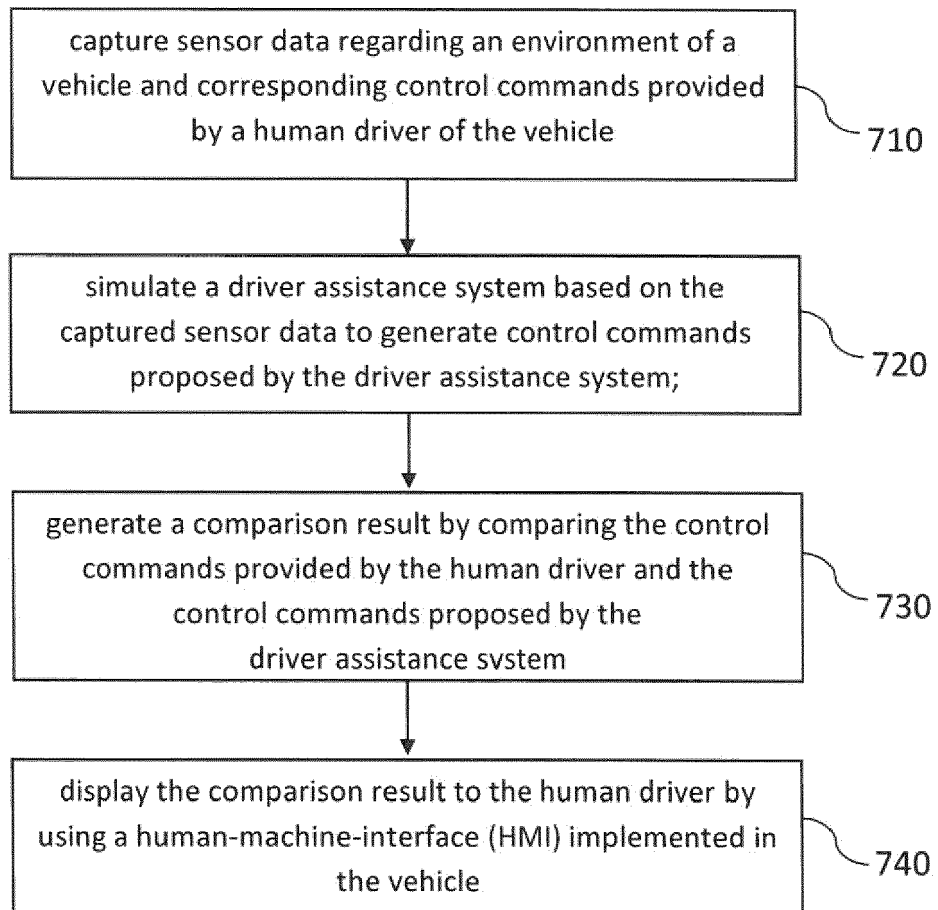 capture sensor data regarding an environment of a
vehicle and corresponding control commands provided
by a human driver of the vehicle
710
simulate a driver assistance system based on the
captured sensor data to generate control commands
proposed by the driver assistance system;
720
generate a comparison result by comparing the control
commands provided by the human driver and the
control commands proposed by the
driver assistance system
730
display the comparison result to the human driver by
using a human-machine-interface (HMI) implemented in
the vehicle
740